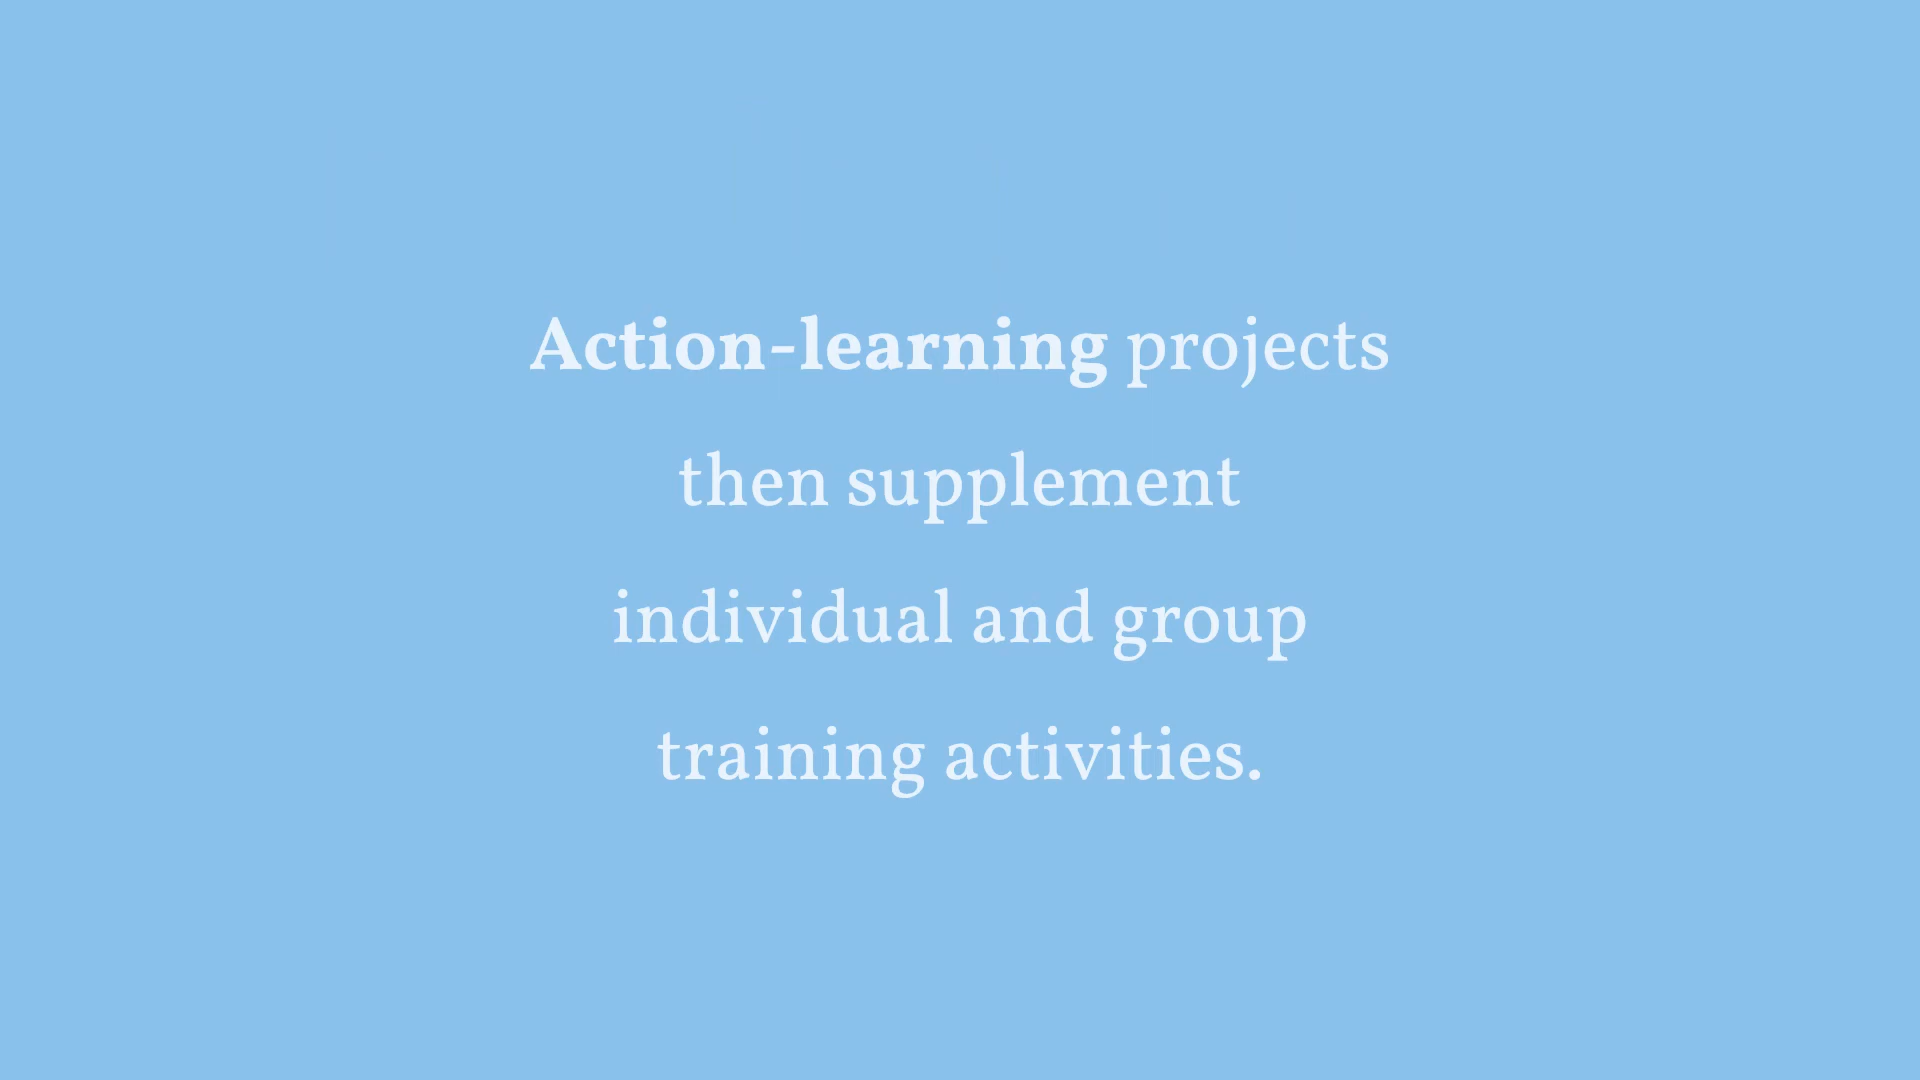 Action-learning projects
then supplement
individual and group
training activities.